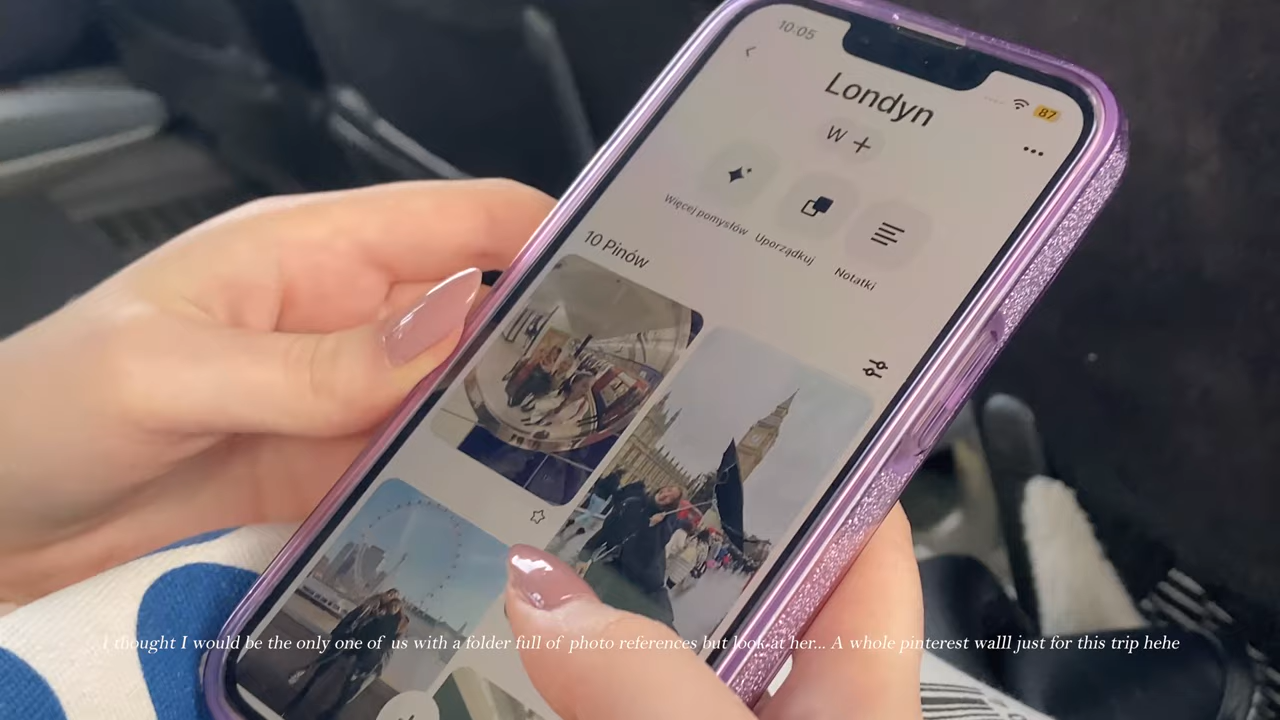 10:05
87
Londyn
W +
Więcej pomysłów
Uporządkuj
Notatki
10 Pinów
I thought I would be the only one of us with a folder full of photo references but look at her... A whole pinterest walll just for this trip hehe